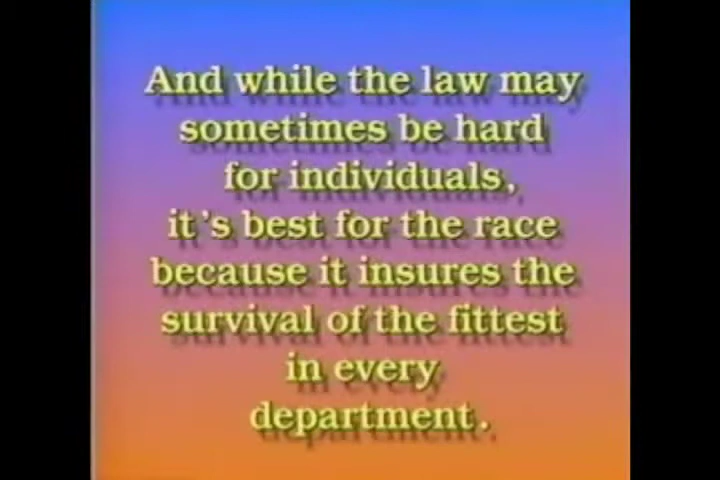 And while the law may
sometimes be hard
for individuals,
it's best for the race
because it insures the
survival of the fittest
in every
department.